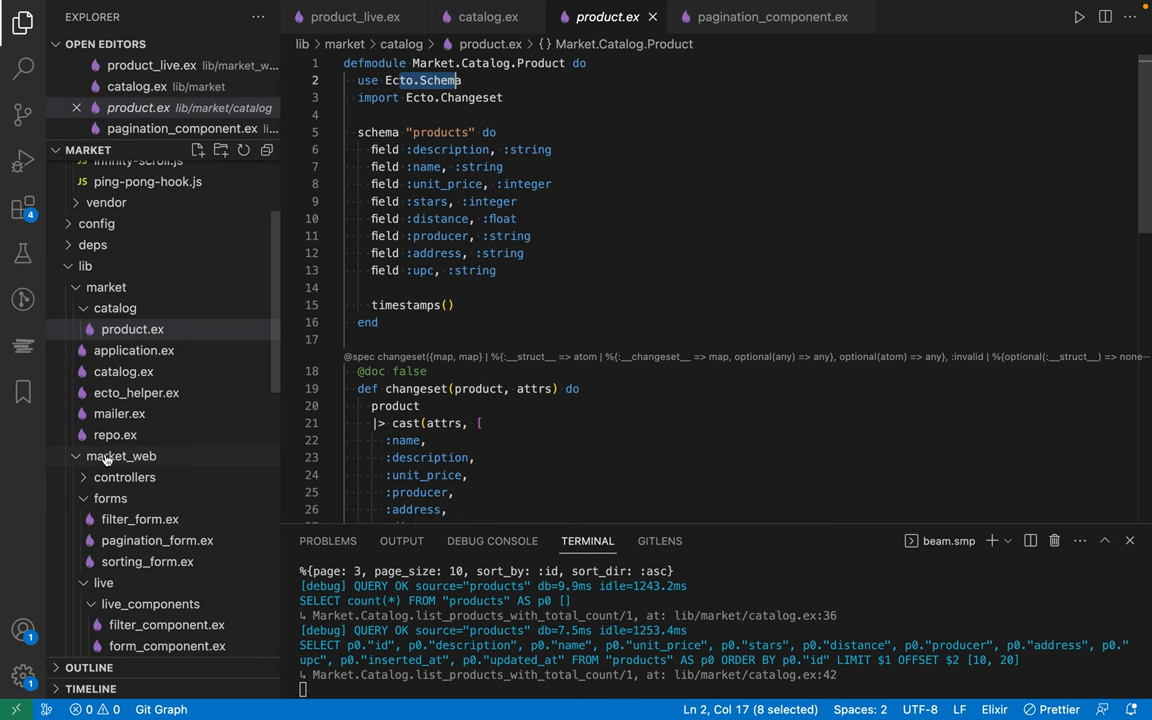 EXPLORER
OPEN EDITORS
product_live.ex lib/market_w...
catalog.ex lib/market
product.ex lib/market/catalog
pagination_component.ex li...
MARKET
infinity-scroll.js
JS ping-pong-hook.js
vendor
config
deps
lib
market
catalog
product.ex
application.ex
catalog.ex
ecto_helper.ex
mailer.ex
repo.ex
market_web
controllers
forms
filter_form.ex
pagination_form.ex
sorting_form.ex
live
live_components
filter_component.ex
form_component.ex
OUTLINE
TIMELINE
4
1
1
product_live.ex catalog.ex product.ex pagination_component.ex
lib > market > catalog > product.ex > {} Market.Catalog.Product
1 defmodule Market.Catalog.Product do
2 use Ecto.Schema
3 import Ecto.Changeset
4
5 schema "products" do
6 field :description, :string
7 field :name, :string
8 field :unit_price, :integer
9 field :stars, :integer
10 field :distance, :float
11 field :producer, :string
12 field :address, :string
13 field :upc, :string
14
15 timestamps()
16 end
17
@spec changeset({map, map} | %{:__struct__ => atom | %{:__changeset__ => map, optional(any) => any}, optional(atom) => any}, :invalid | %{optional(:__struct__) => none...
18 @doc false
19 def changeset(product, attrs) do
20 product
21 |> cast(attrs, [
22 :name,
23 :description,
24 :unit_price,
25 :producer,
26 :address,
PROBLEMS OUTPUT DEBUG CONSOLE TERMINAL GITLENS beam.smp
%{page: 3, page_size: 10, sort_by: :id, sort_dir: :asc}
[debug] QUERY OK source="products" db=9.9ms idle=1243.2ms
SELECT count(*) FROM "products" AS p0 []
↳ Market.Catalog.list_products_with_total_count/1, at: lib/market/catalog.ex:36
[debug] QUERY OK source="products" db=7.5ms idle=1253.4ms
SELECT p0."id", p0."description", p0."name", p0."unit_price", p0."stars", p0."distance", p0."producer", p0."address", p0."
upc", p0."inserted_at", p0."updated_at" FROM "products" AS p0 ORDER BY p0."id" LIMIT $1 OFFSET $2 [10, 20]
↳ Market.Catalog.list_products_with_total_count/1, at: lib/market/catalog.ex:42
0 0 Git Graph Ln 2, Col 17 (8 selected) Spaces: 2 UTF-8 LF Elixir Prettier